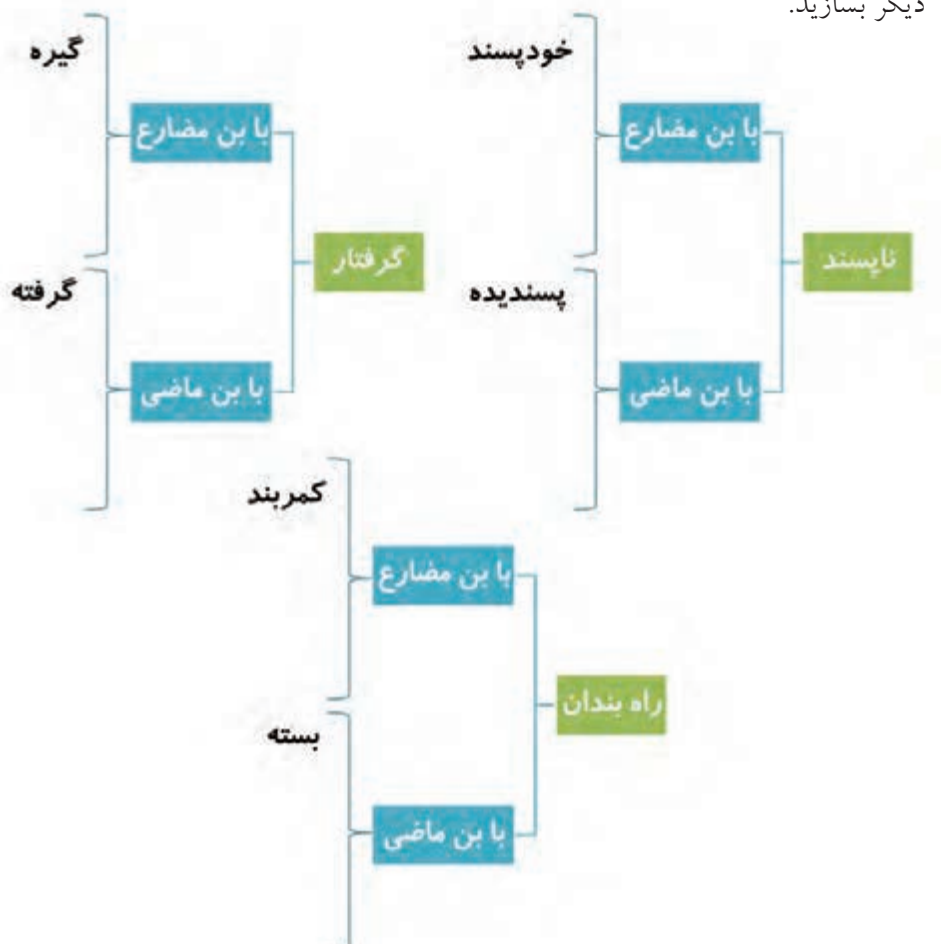 دیگر بسازید.
ناپسند
با بن مضارع
خودپسند
با بن ماضی
پسندیده
گرفتار
با بن مضارع
گیره
با بن ماضی
گرفته
راه بندان
با بن مضارع
کمربند
با بن ماضی
بسته